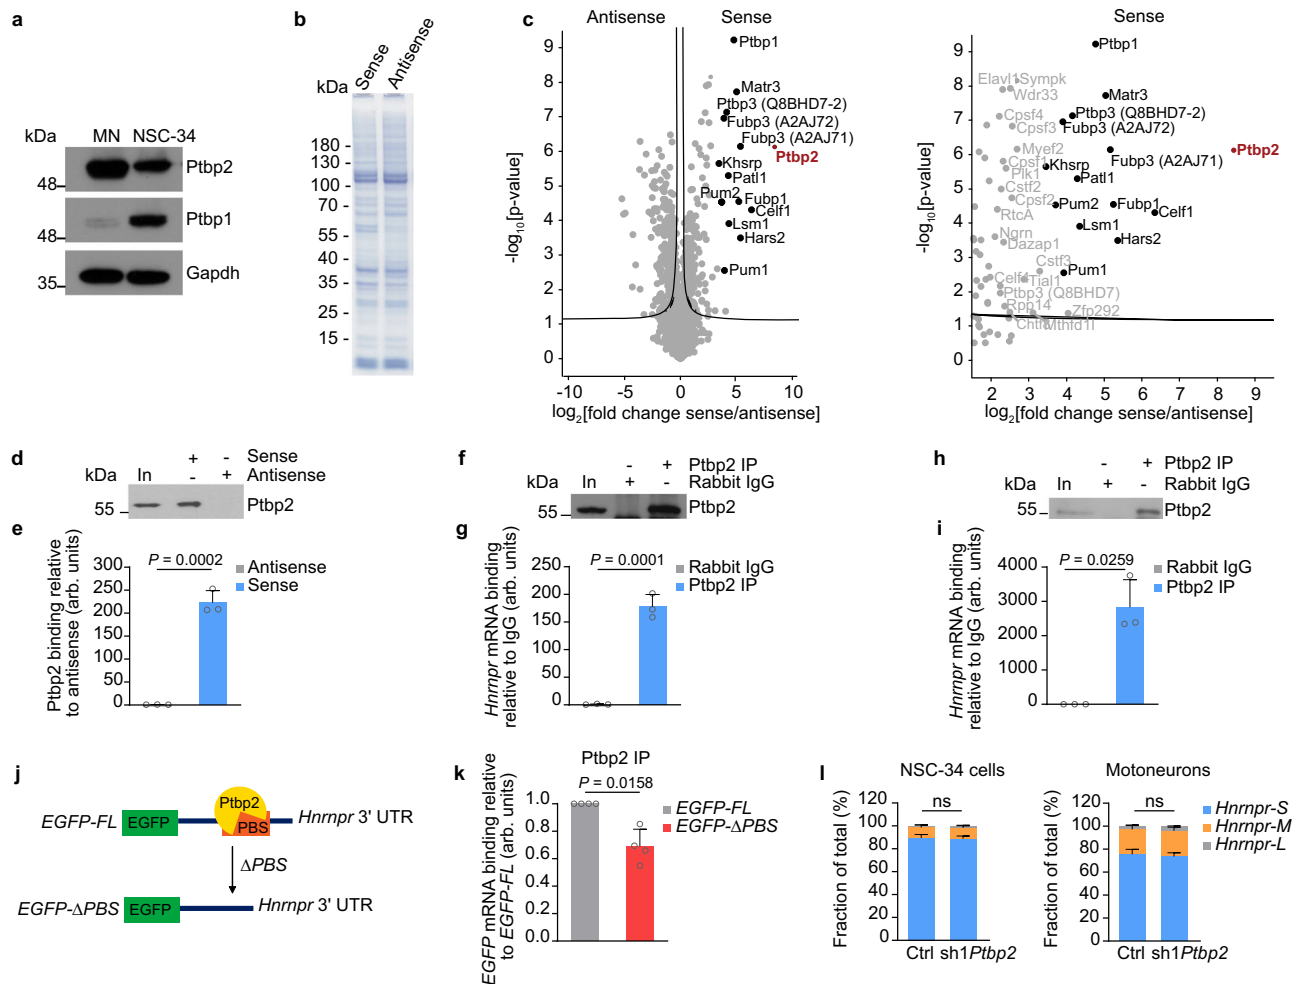 a
kDa
MN NSC-34
48
Ptbp2
48
Ptbp1
35
Gapdh
b
kDa
Sense
Antisense
180 -
130 -
100 -
70 -
55 -
40 -
35 -
25 -
15 -
c
Antisense Sense
-log10[p-value]
9
8
7
6
5
4
3
2
1
0
Ptbp1
Matr3
Ptbp3 (Q8BHD7-2)
Fubp3 (A2AJ72)
Fubp3 (A2AJ71)
Ptbp2
Khsrp
Patl1
Pum2
Fubp1
Celf1
Lsm1
Hars2
Pum1
-10 -5 0 5 10
log2[fold change sense/antisense]
Sense
-log10[p-value]
9
8
7
6
5
4
3
2
1
0
Ptbp1
Elavl1
Sympk
Wdr33
Matr3
Cpsf4
Ptbp3 (Q8BHD7-2)
Cpsf3
Fubp3 (A2AJ72)
Myef2
Ptbp2
Cpsf1
Khsrp
Fubp3 (A2AJ71)
Plk1
Patl1
Cstf2
Cpsf2
Pum2
Fubp1
RtcA
Celf1
Lsm1
Ngrn
Dazap1
Hars2
Cstf3
Pum1
Celf4
Tial1
Ptbp3 (Q8BHD7)
Rpp14
Zfp292
Mthfd1l
2 3 4 5 6 7 8 9
log2[fold change sense/antisense]
d
+ - Sense
kDa In - + Antisense
55 Ptbp2
e
Ptbp2 binding relative
to antisense (arb. units)
300
250
200
150
100
50
0
P = 0.0002
Antisense
Sense
f
- + Ptbp2 IP
kDa In + - Rabbit IgG
55 Ptbp2
g
Hnrnpr mRNA binding
relative to IgG (arb. units)
250
200
150
100
50
0
P = 0.0001
Rabbit IgG
Ptbp2 IP
h
- + Ptbp2 IP
kDa In + - Rabbit IgG
55 Ptbp2
i
Hnrnpr mRNA binding
relative to IgG (arb. units)
4000
3000
2000
1000
0
P = 0.0259
Rabbit IgG
Ptbp2 IP
j
EGFP-FL EGFP Ptbp2 PBS Hnrnpr 3' UTR
ΔPBS
EGFP-ΔPBS EGFP Hnrnpr 3' UTR
k
Ptbp2 IP
EGFP mRNA binding relative
to EGFP-FL (arb. units)
1.0
0.8
0.6
0.4
0.2
0.0
P = 0.0158
EGFP-FL
EGFP-ΔPBS
l
NSC-34 cells
Fraction of total (%)
120
100
80
60
40
20
0
ns
Ctrl sh1Ptbp2
Motoneurons
Fraction of total (%)
120
100
80
60
40
20
0
ns
Ctrl sh1Ptbp2
Hnrnpr-S
Hnrnpr-M
Hnrnpr-L